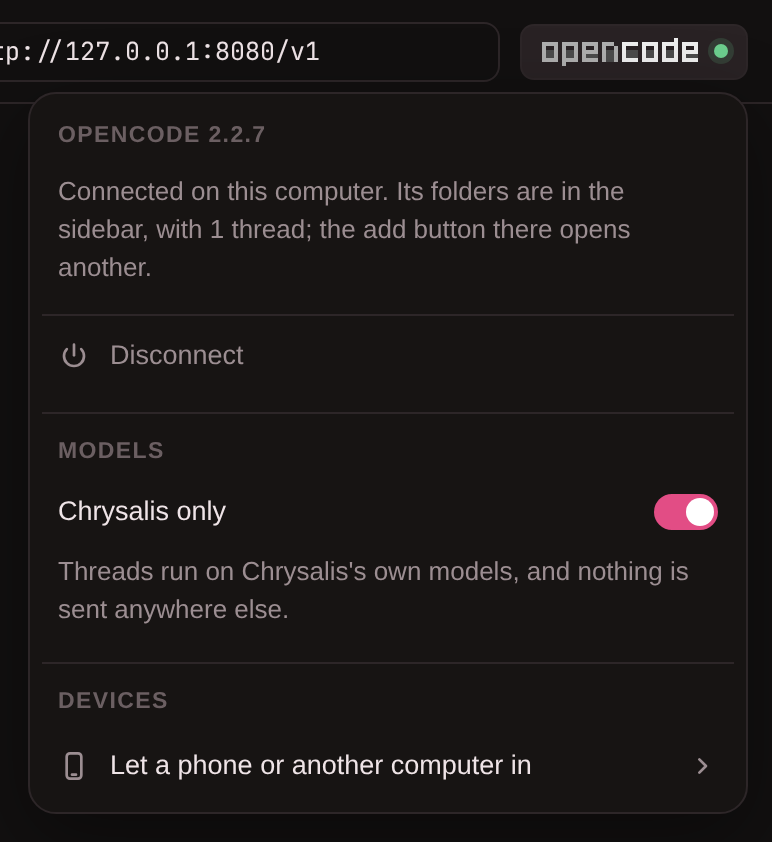 tp://127.0.0.1:8080/v1
opencode
OPENCODE 2.2.7
Connected on this computer. Its folders are in the
sidebar, with 1 thread; the add button there opens
another.
Disconnect
MODELS
Chrysalis only
Threads run on Chrysalis's own models, and nothing is
sent anywhere else.
DEVICES
Let a phone or another computer in